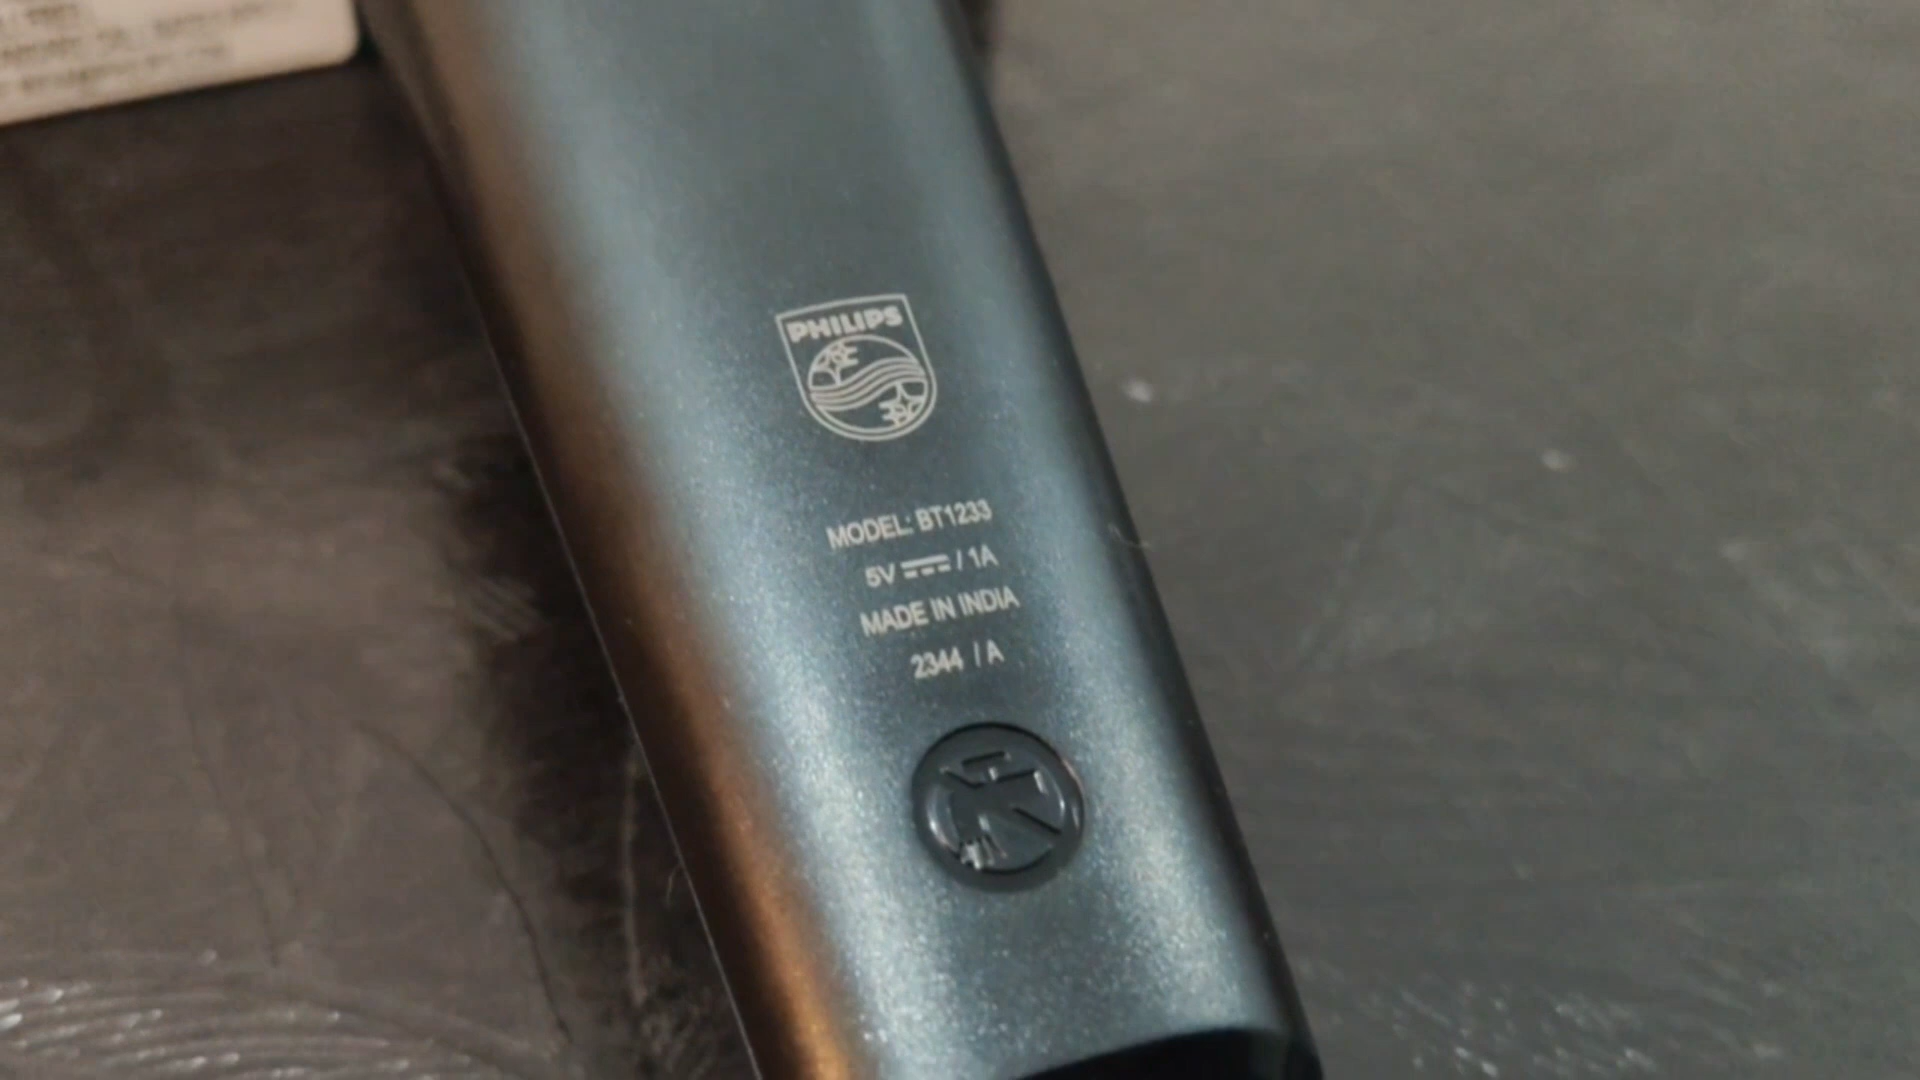 PHILIPS
MODEL: BT1233
5V ⎓ / 1A
MADE IN INDIA
2344 / A